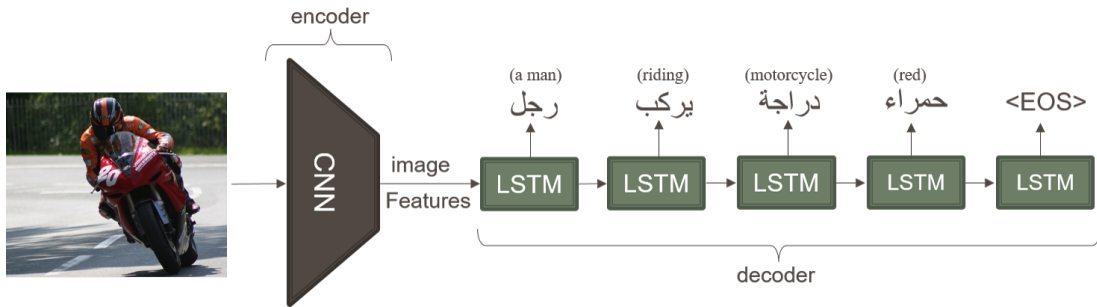 encoder
CNN
image
Features
(a man)
رجل
(riding)
يركب
(motorcycle)
دراجة
(red)
حمراء
<EOS>
LSTM
LSTM
LSTM
LSTM
LSTM
decoder